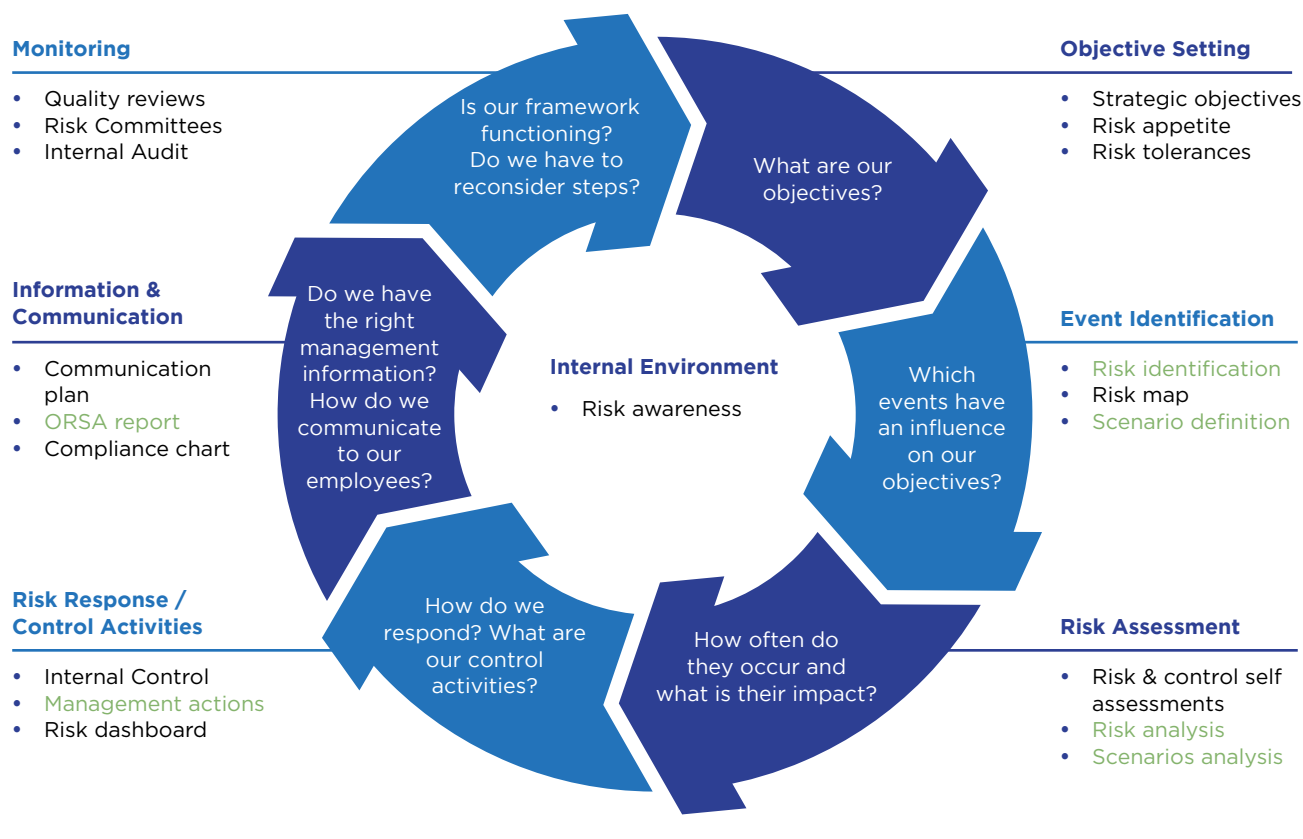 Monitoring
• Quality reviews
• Risk Committees
• Internal Audit
Is our framework
functioning?
Do we have to
reconsider steps?
What are our
objectives?
Objective Setting
• Strategic objectives
• Risk appetite
• Risk tolerances
Information &
Communication
• Communication
plan
• ORSA report
• Compliance chart
Do we have
the right
management
information?
How do we
communicate
to our
employees?
Internal Environment
• Risk awareness
Which
events have
an influence
on our
objectives?
Event Identification
• Risk identification
• Risk map
• Scenario definition
Risk Response /
Control Activities
• Internal Control
• Management actions
• Risk dashboard
How do we
respond? What are
our control
activities?
How often do
they occur and
what is their impact?
Risk Assessment
• Risk & control self
assessments
• Risk analysis
• Scenarios analysis